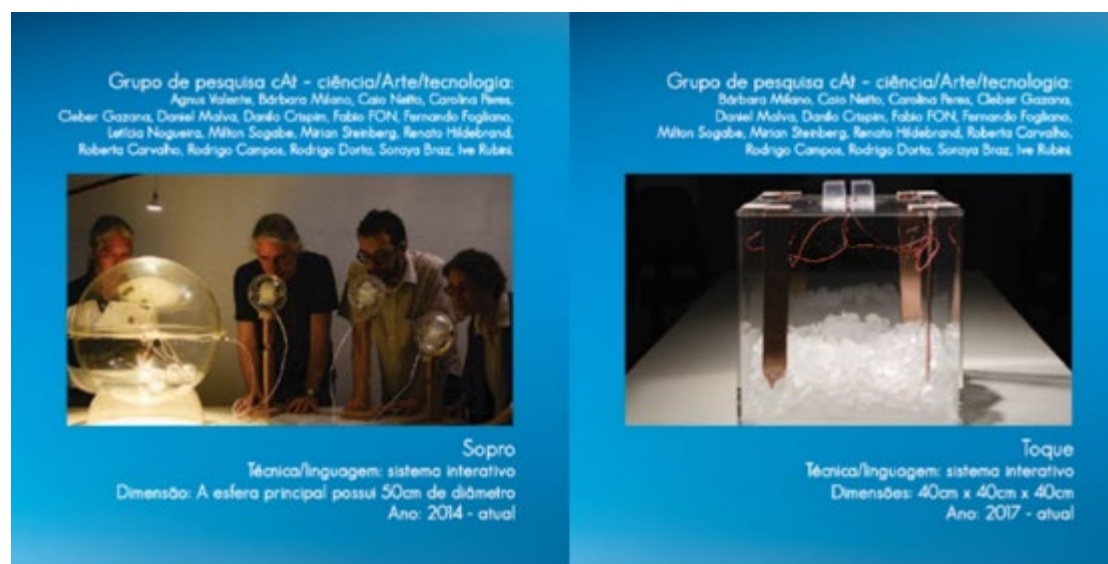 Grupo de pesquisa cAt - ciência/Arte/tecnologia:
Agnus Valente, Bárbara Milano, Caio Netto, Carolina Peres,
Cleber Gazana, Daniel Malva, Danilo Crispim, Fabio FON, Fernando Fogliano,
Letícia Nogueira, Milton Sogabe, Mirian Steinberg, Renato Hildebrand,
Roberta Carvalho, Rodrigo Campos, Rodrigo Dorta, Soraya Braz, Ive Rubini.
Sopro
Técnica/linguagem: sistema interativo
Dimensão: A esfera principal possui 50cm de diâmetro
Ano: 2014 - atual
Grupo de pesquisa cAt - ciência/Arte/tecnologia:
Bárbara Milano, Caio Netto, Carolina Peres, Cleber Gazana,
Daniel Malva, Danilo Crispim, Fabio FON, Fernando Fogliano,
Milton Sogabe, Mirian Steinberg, Renato Hildebrand, Roberta Carvalho,
Rodrigo Campos, Rodrigo Dorta, Soraya Braz, Ive Rubini.
Toque
Técnica/linguagem: sistema interativo
Dimensões: 40cm x 40cm x 40cm
Ano: 2017 - atual